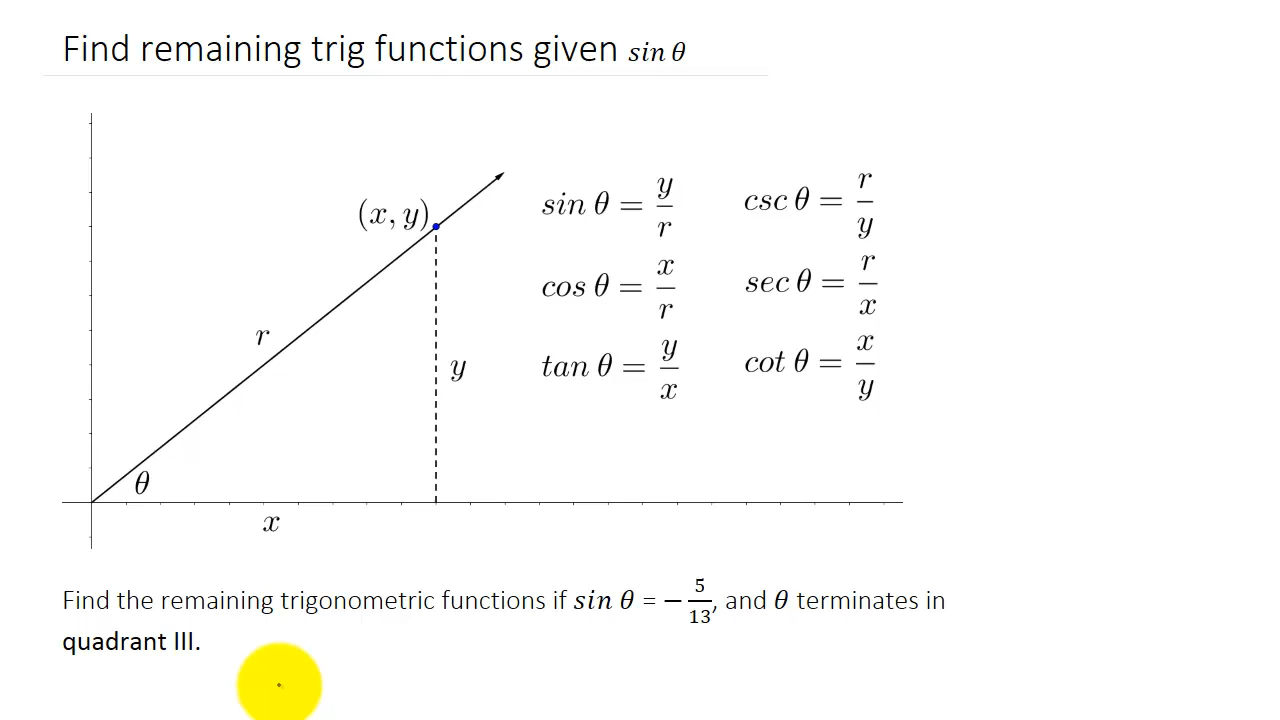 Find remaining trig functions given sin θ
(x, y)
r
y
θ
x
sin θ = y/r
csc θ = r/y
cos θ = x/r
sec θ = r/x
tan θ = y/x
cot θ = x/y
Find the remaining trigonometric functions if sin θ = −5/13, and θ terminates in
quadrant III.